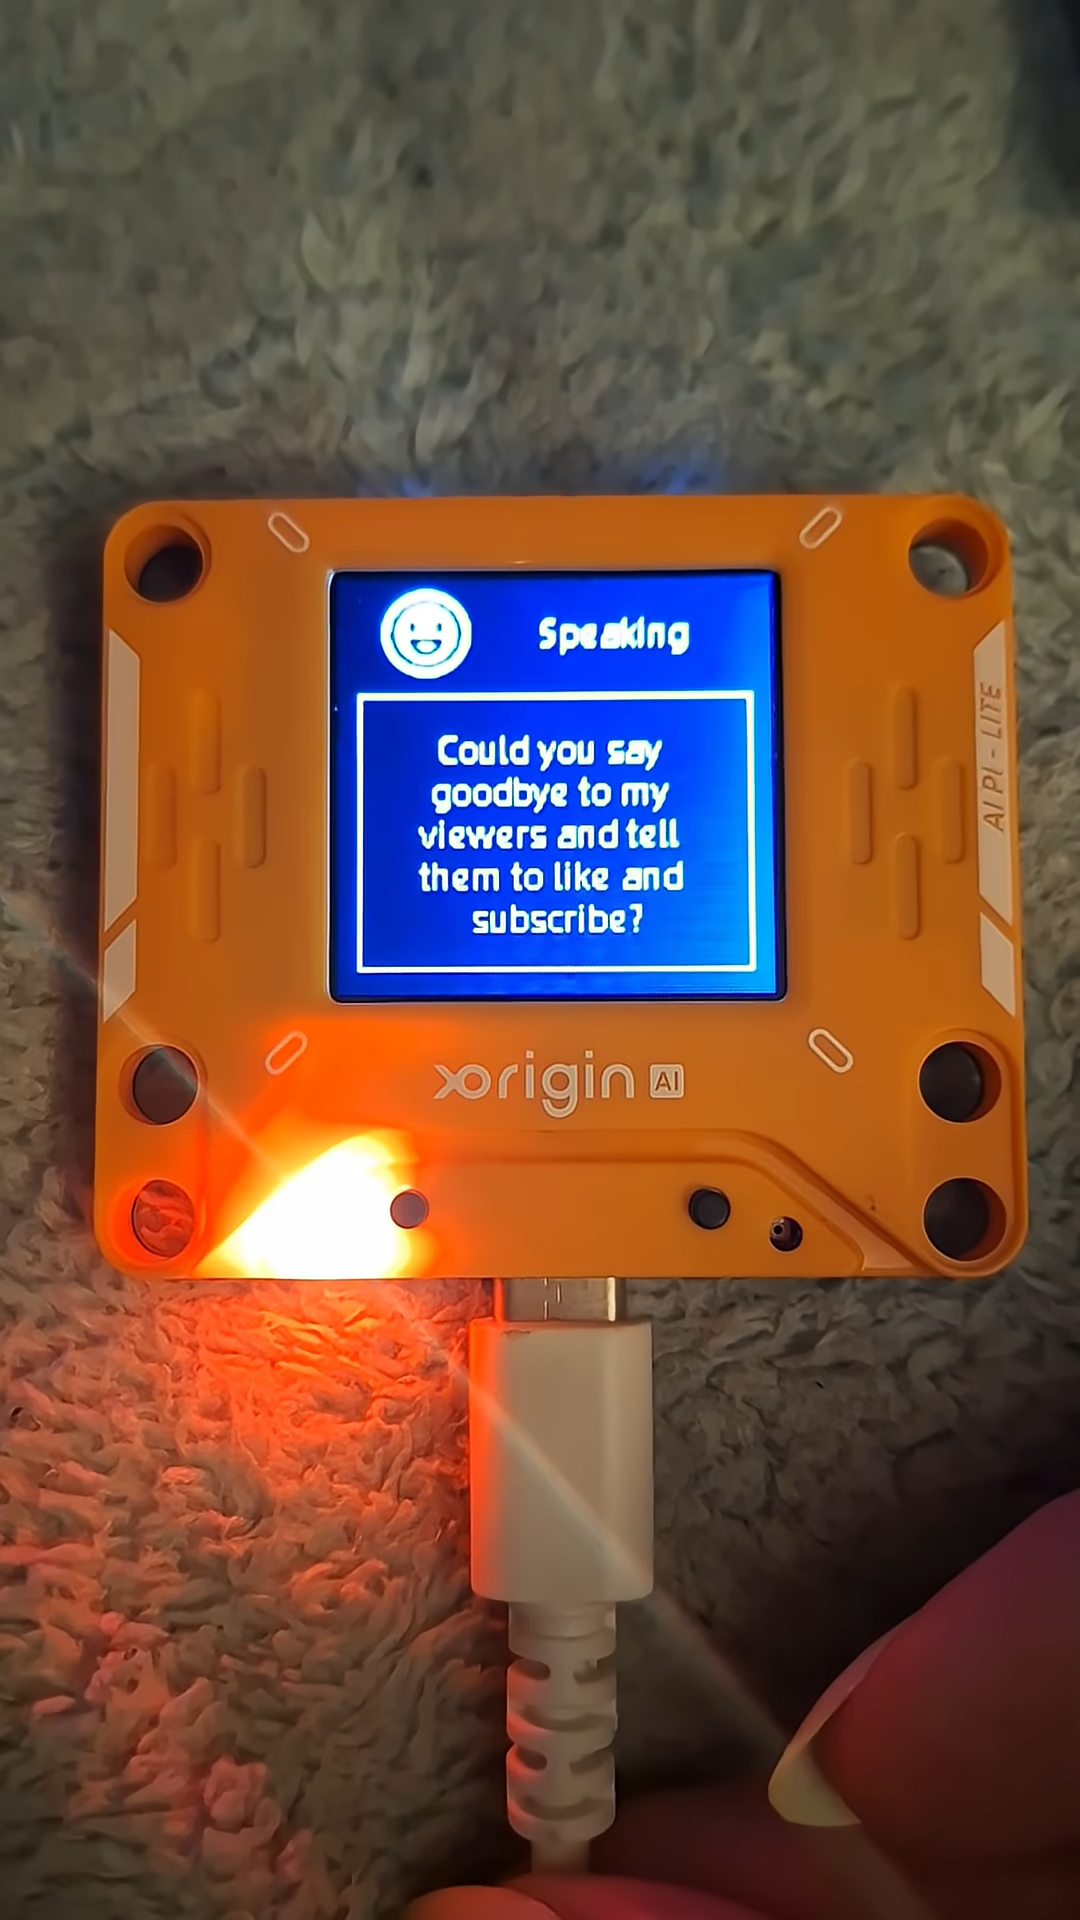 Speaking
Could you say
goodbye to my
viewers and tell
them to like and
subscribe?
AI PI - LITE
xorigin AI